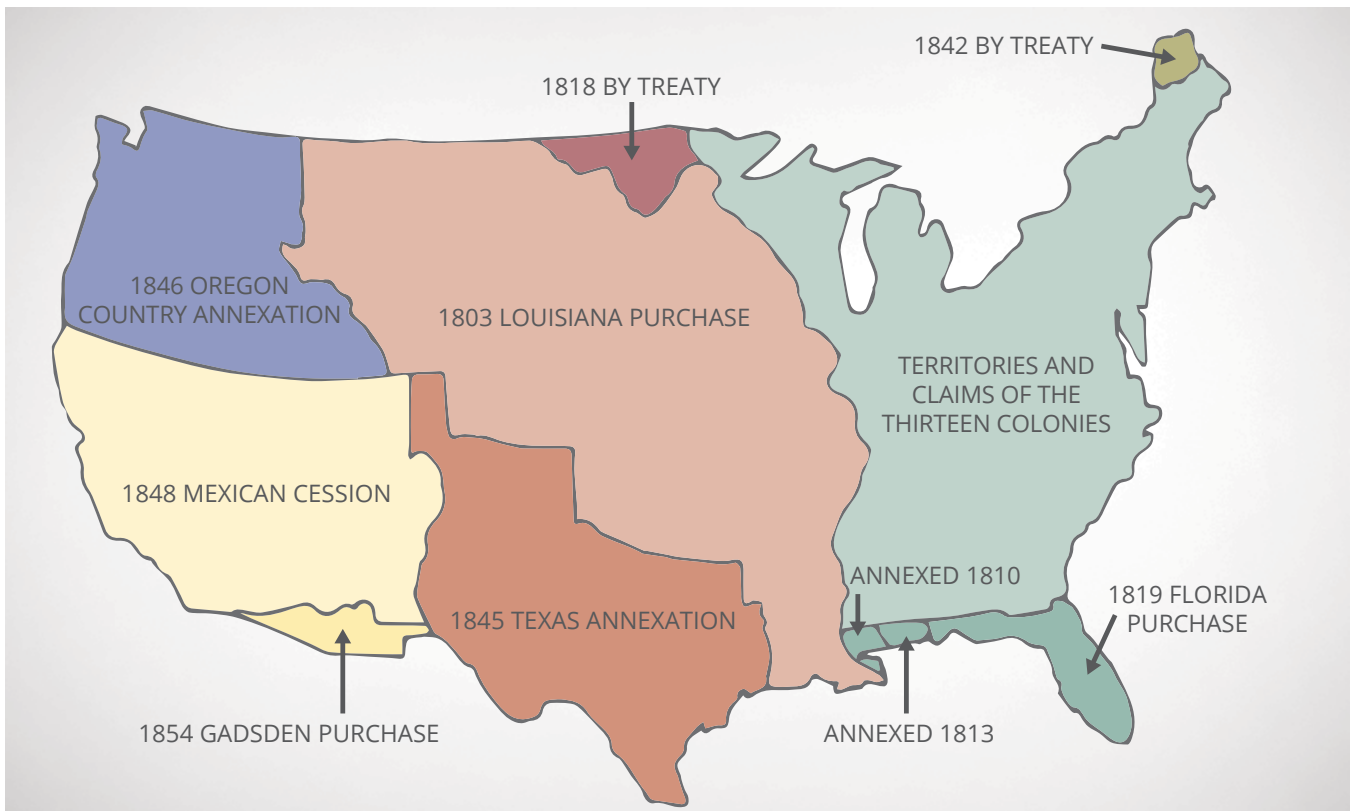 1842 BY TREATY
1818 BY TREATY
1846 OREGON
COUNTRY ANNEXATION
1803 LOUISIANA PURCHASE
TERRITORIES AND
CLAIMS OF THE
THIRTEEN COLONIES
1848 MEXICAN CESSION
ANNEXED 1810
1819 FLORIDA
PURCHASE
1845 TEXAS ANNEXATION
1854 GADSDEN PURCHASE
ANNEXED 1813